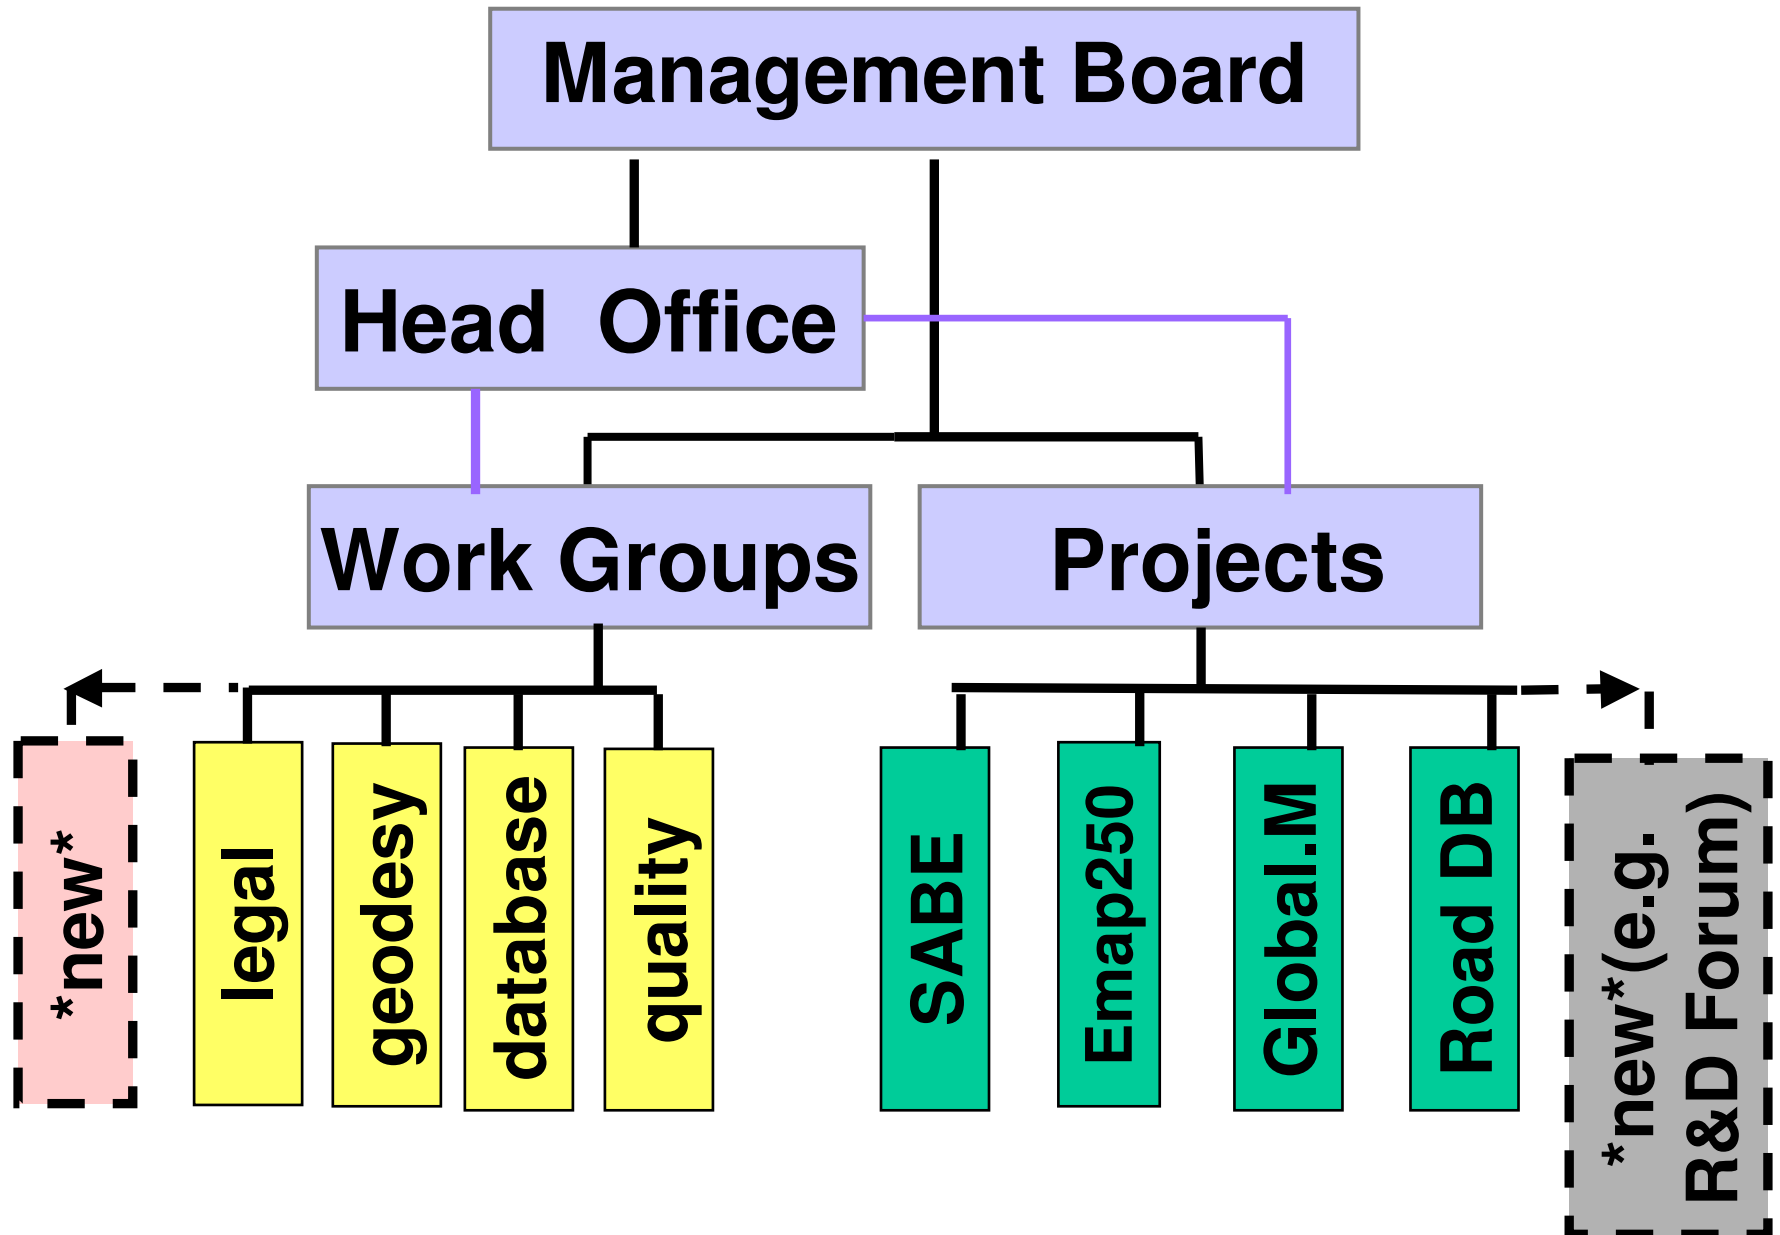 Management Board
Head Office
Work Groups
Projects
*new*
legal
geodesy
database
quality
SABE
Emap250
Global.M
Road DB
*new*(e.g.
R&D Forum)